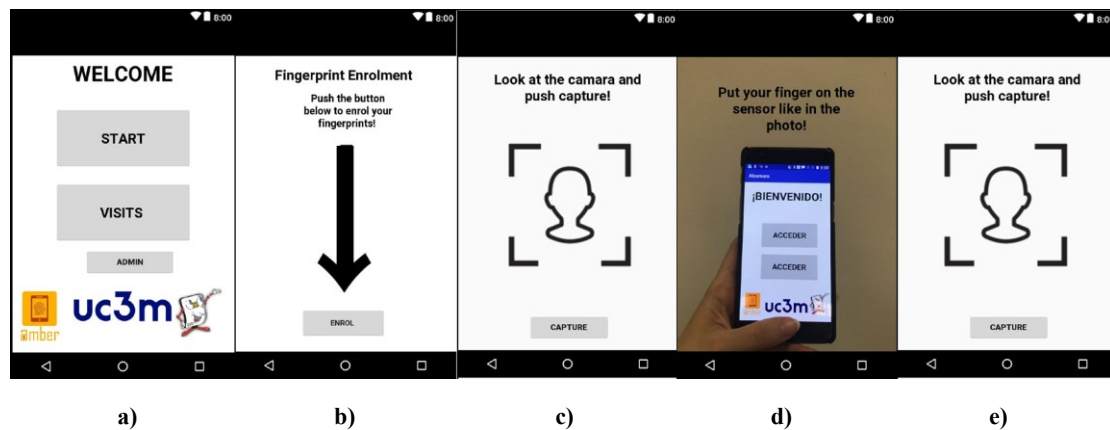 8:00
WELCOME
START
VISITS
ADMIN
amber
uc3m
a)
8:00
Fingerprint Enrolment
Push the button
below to enrol your
fingerprints!
ENROL
b)
8:00
Look at the camara and
push capture!
CAPTURE
c)
8:00
Put your finger on the
sensor like in the
photo!
¡BIENVENIDO!
ACCEDER
ACCEDER
uc3m
d)
8:00
Look at the camara and
push capture!
CAPTURE
e)